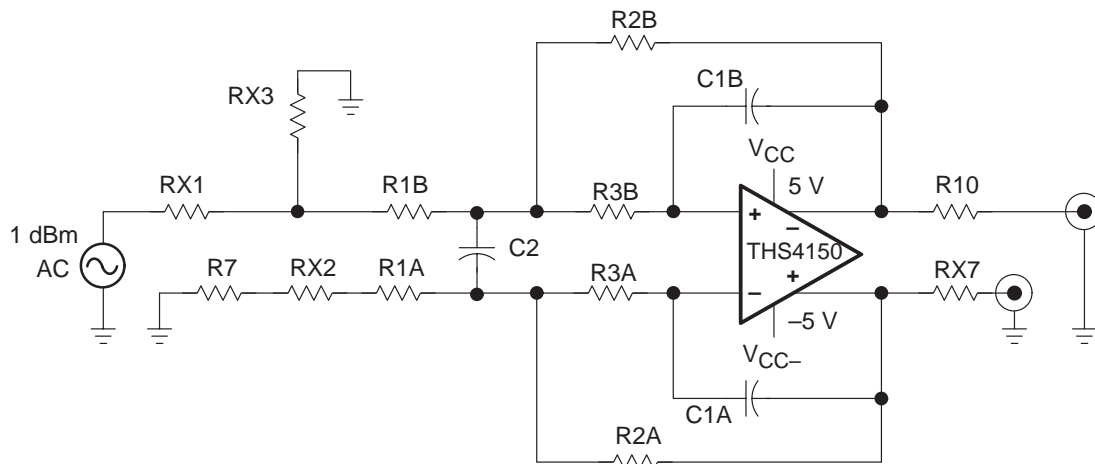 R2B
C1B
RX3
VCC
5 V
RX1
R1B
R3B
R10
+
−
1 dBm
AC
C2
THS4150
R7
RX2
R1A
R3A
+
−
RX7
–5 V
VCC–
C1A
R2A